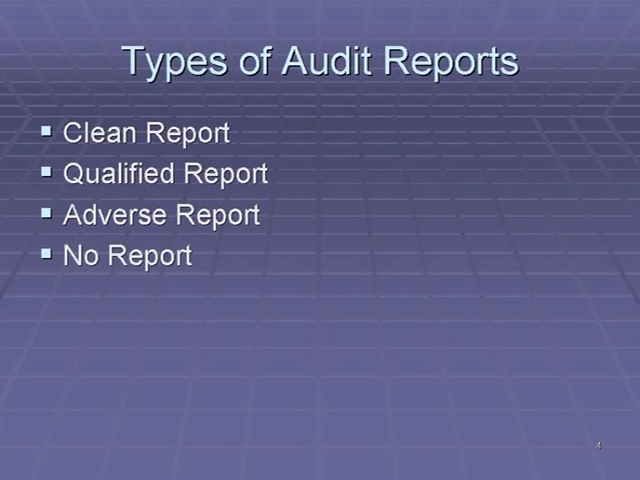 Types of Audit Reports
Clean Report
Qualified Report
Adverse Report
No Report
4